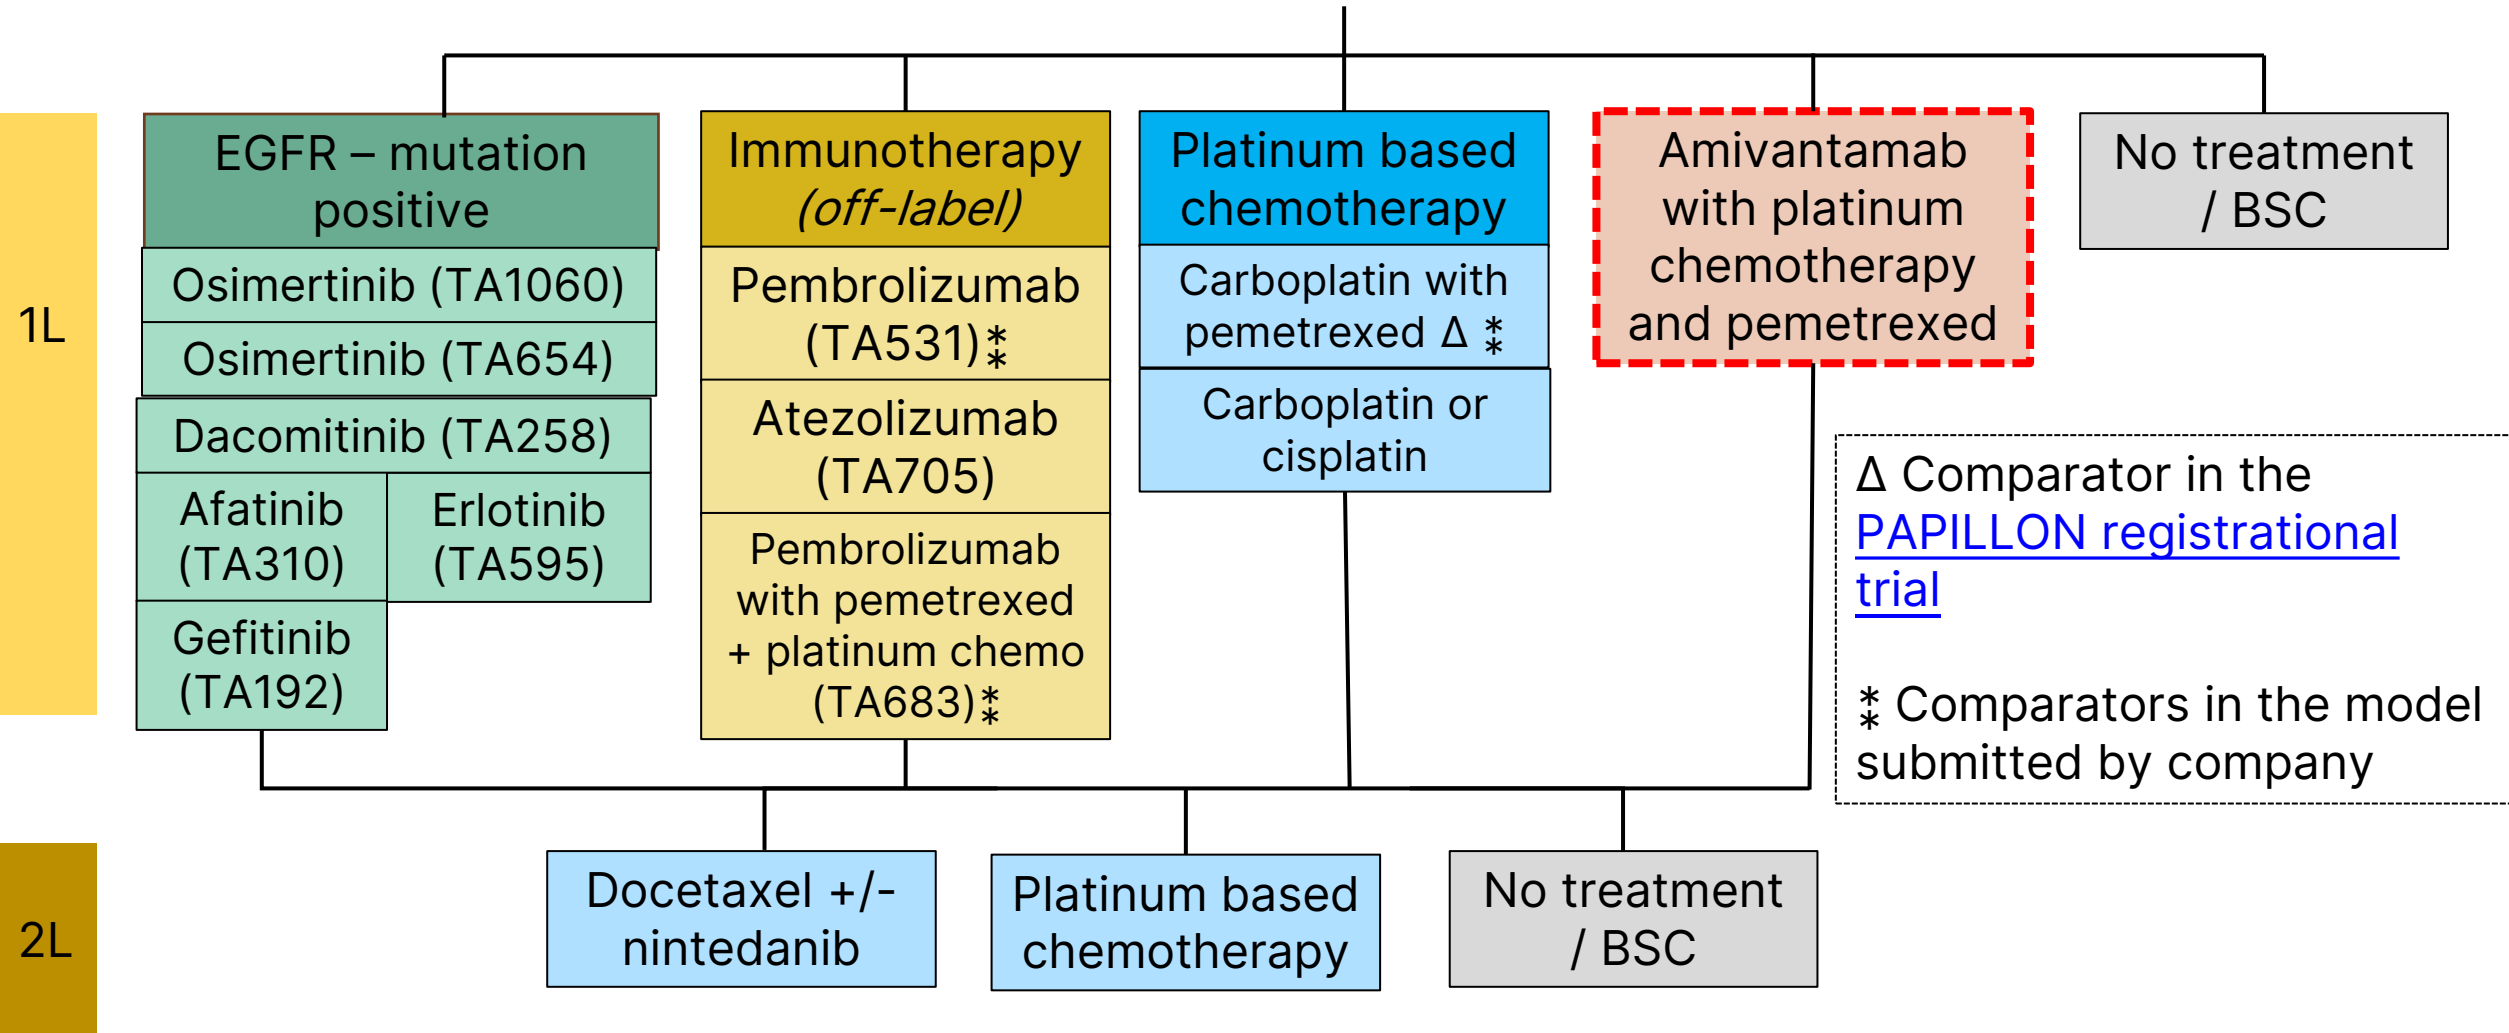 1L
EGFR – mutation
positive
Osimertinib (TA1060)
Osimertinib (TA654)
Dacomitinib (TA258)
Afatinib
(TA310)
Erlotinib
(TA595)
Gefitinib
(TA192)
Immunotherapy
(off-label)
Pembrolizumab
(TA531)⁑
Atezolizumab
(TA705)
Pembrolizumab
with pemetrexed
+ platinum chemo
(TA683)⁑
Platinum based
chemotherapy
Carboplatin with
pemetrexed Δ ⁑
Carboplatin or
cisplatin
Amivantamab
with platinum
chemotherapy
and pemetrexed
No treatment
/ BSC
Δ Comparator in the
PAPILLON registrational
trial
⁑ Comparators in the model
submitted by company
2L
Docetaxel +/-
nintedanib
Platinum based
chemotherapy
No treatment
/ BSC